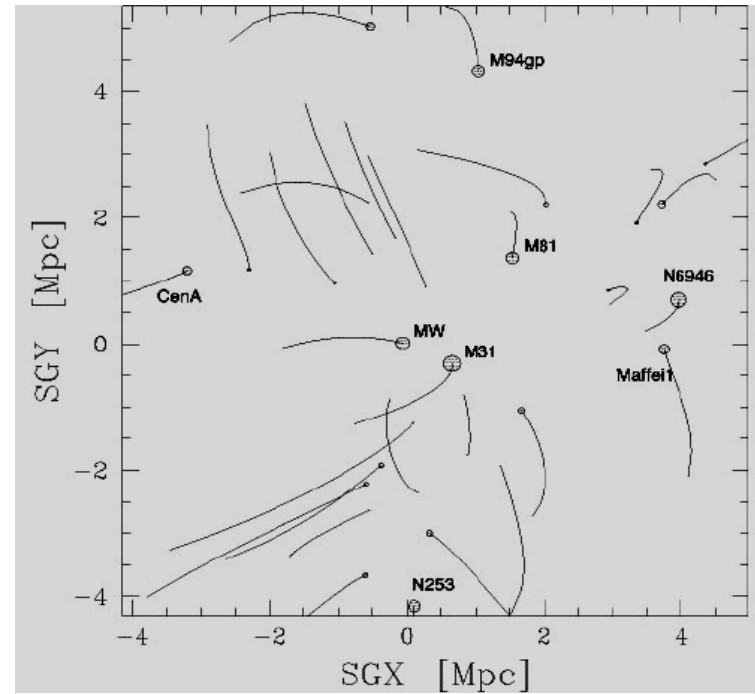 M94gp
4
2
M81
CenA
N6946
MW
M31
0
Maffei1
-2
N253
-4
-4
-2
0
2
4
SGX [Mpc]
SGY [Mpc]